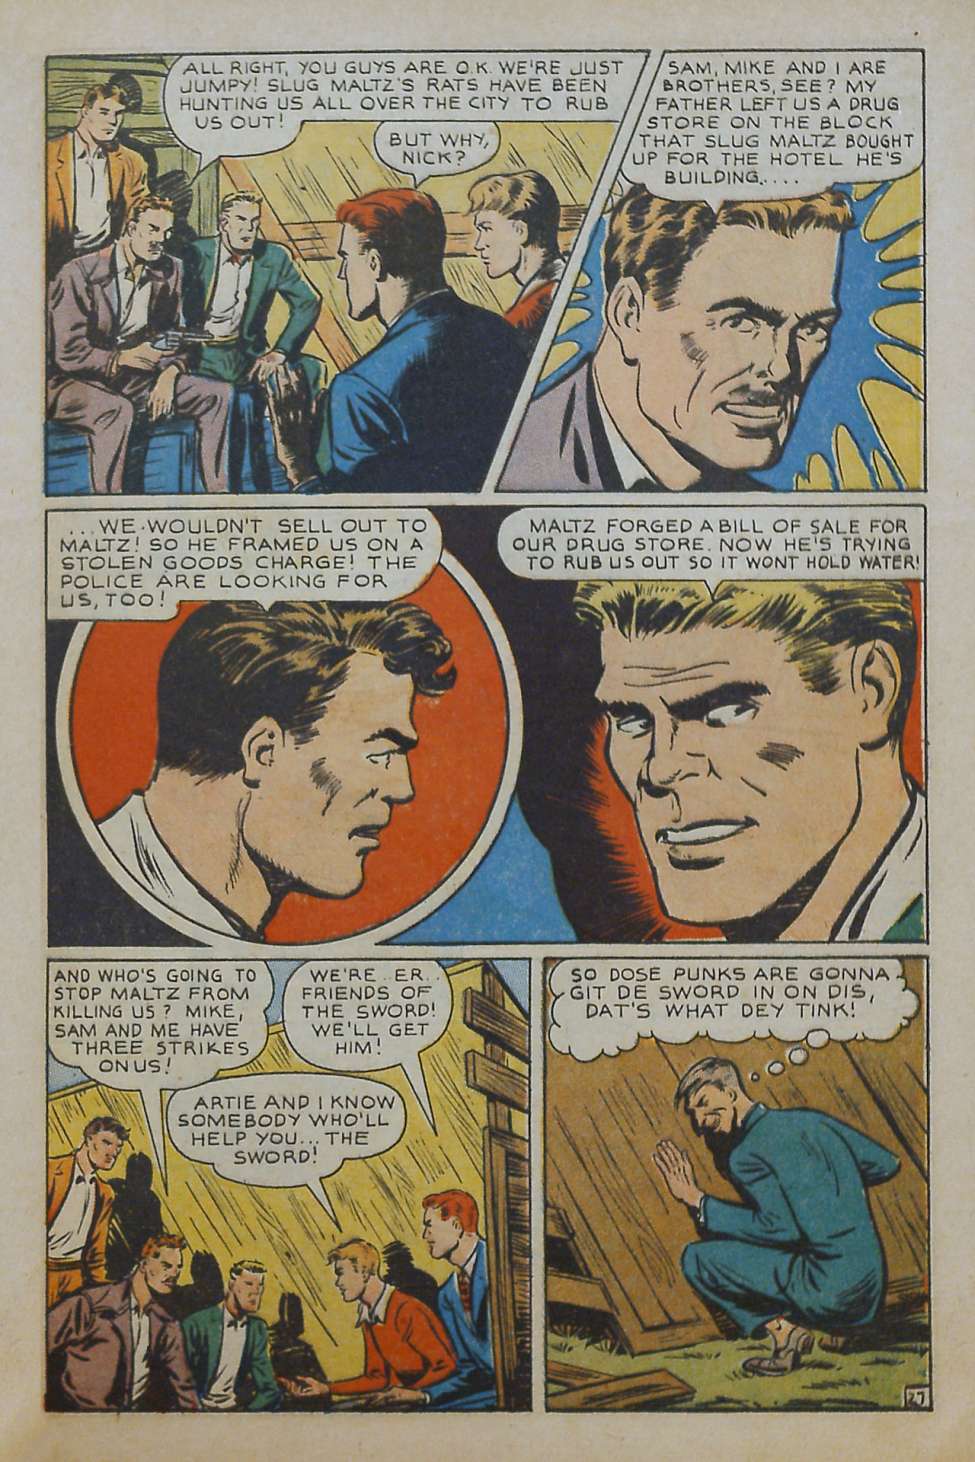 ALL RIGHT, YOU GUYS ARE O.K. WE'RE JUST
JUMPY! SLUG MALTZ'S RATS HAVE BEEN
HUNTING US ALL OVER THE CITY TO RUB
US OUT!
BUT WHY,
NICK?
SAM, MIKE AND I ARE
BROTHERS, SEE? MY
FATHER LEFT US A DRUG
STORE ON THE BLOCK
THAT SLUG MALTZ BOUGHT
UP FOR THE HOTEL HE'S
BUILDING....
...WE WOULDN'T SELL OUT TO
MALTZ! SO HE FRAMED US ON A
STOLEN GOODS CHARGE! THE
POLICE ARE LOOKING FOR
US, TOO!
MALTZ FORGED A BILL OF SALE FOR
OUR DRUG STORE. NOW HE'S TRYING
TO RUB US OUT SO IT WONT HOLD WATER!
AND WHO'S GOING TO
STOP MALTZ FROM
KILLING US? MIKE,
SAM AND ME HAVE
THREE STRIKES
ON US!
WE'RE..ER..
FRIENDS OF
THE SWORD!
WE'LL GET
HIM!
ARTIE AND I KNOW
SOMEBODY WHO'LL
HELP YOU... THE
SWORD!
SO DOSE PUNKS ARE GONNA
GIT DE SWORD IN ON DIS,
DAT'S WHAT DEY TINK!
27